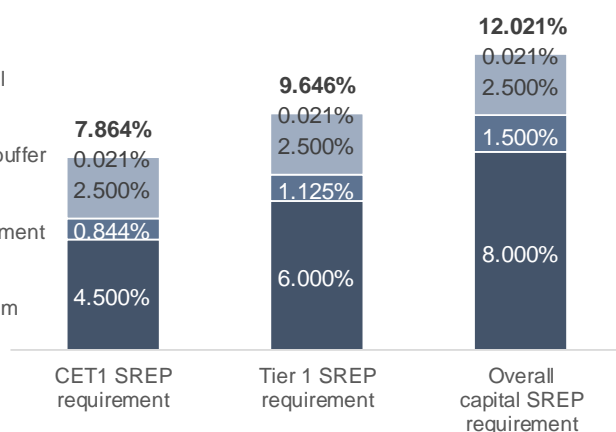 12.021%
0.021%
2.500%
1.500%
8.000%
9.646%
0.021%
2.500%
1.125%
6.000%
7.864%
0.021%
2.500%
0.844%
4.500%
l
buffer
ment
m
CET1 SREP
requirement
Tier 1 SREP
requirement
Overall
capital SREP
requirement